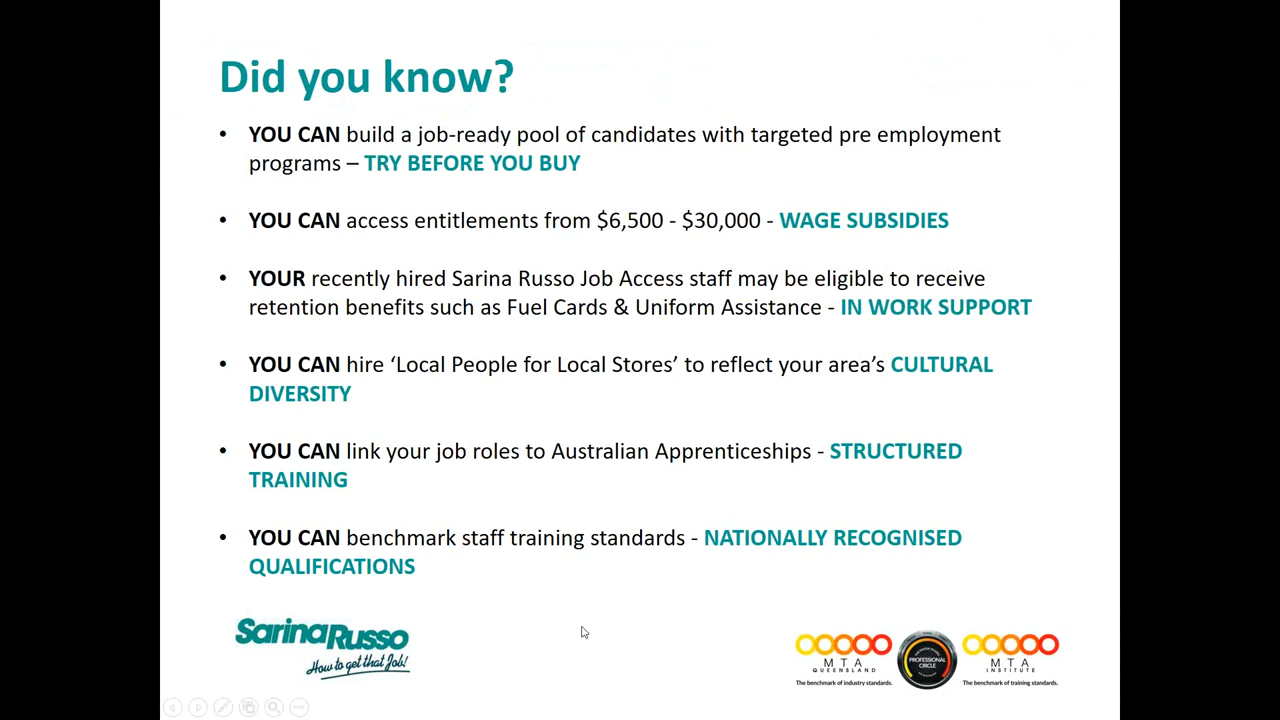 Did you know?
• YOU CAN build a job-ready pool of candidates with targeted pre employment
programs – TRY BEFORE YOU BUY
• YOU CAN access entitlements from $6,500 - $30,000 - WAGE SUBSIDIES
• YOUR recently hired Sarina Russo Job Access staff may be eligible to receive
retention benefits such as Fuel Cards & Uniform Assistance - IN WORK SUPPORT
• YOU CAN hire ‘Local People for Local Stores’ to reflect your area’s CULTURAL
DIVERSITY
• YOU CAN link your job roles to Australian Apprenticeships - STRUCTURED
TRAINING
• YOU CAN benchmark staff training standards - NATIONALLY RECOGNISED
QUALIFICATIONS
Sarina Russo
How to get that Job!
MTA
QUEENSLAND
The benchmark of industry standards.
PROFESSIONAL
CIRCLE
MTA
INSTITUTE
The benchmark of training standards.